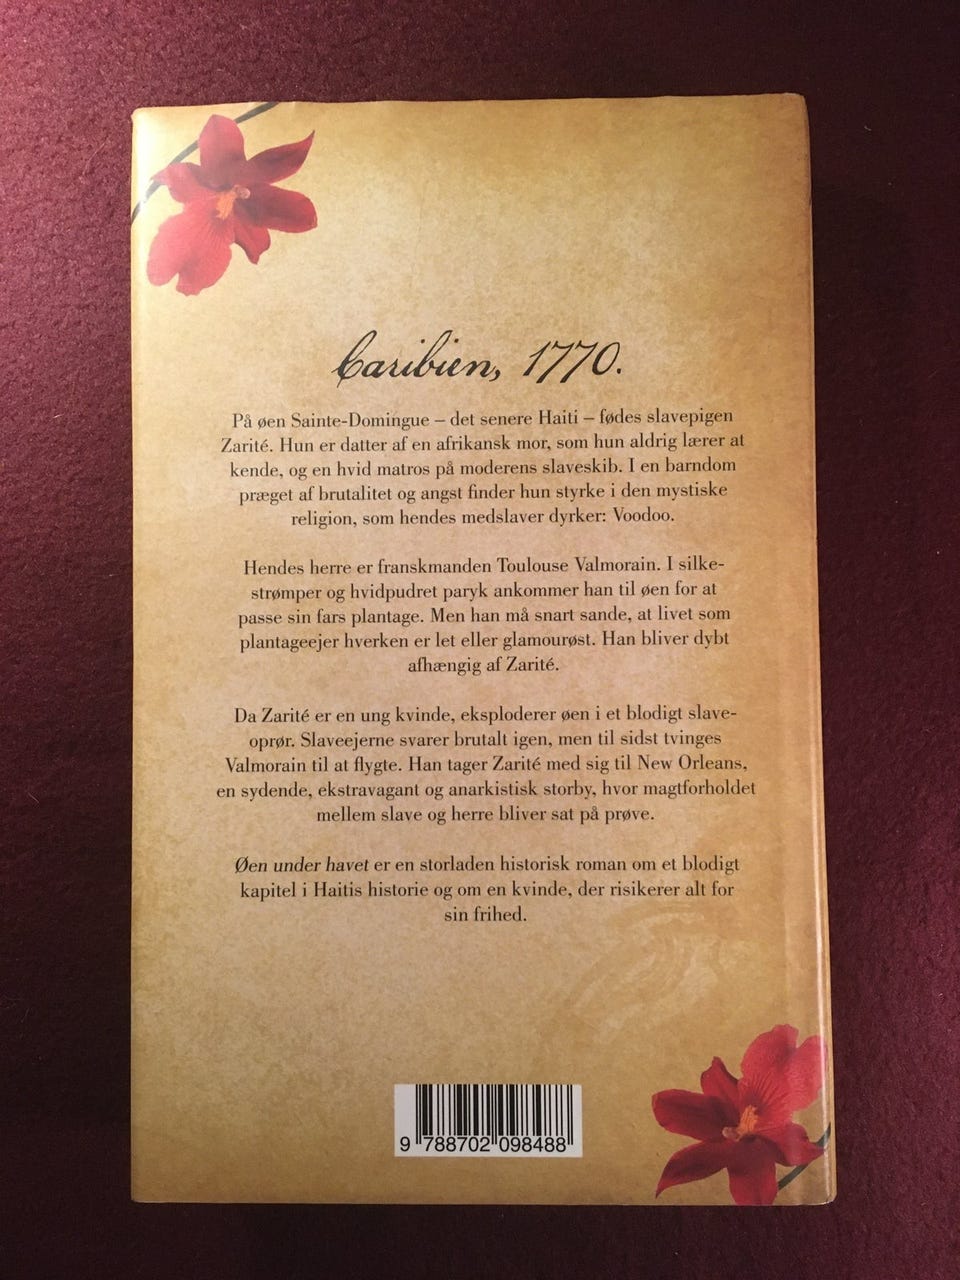 Caribien, 1770.
På øen Sainte-Domingue – det senere Haiti – fødes slavepigen
Zarité. Hun er datter af en afrikansk mor, som hun aldrig lærer at
kende, og en hvid matros på moderens slaveskib. I en barndom
præget af brutalitet og angst finder hun styrke i den mystiske
religion, som hendes medslaver dyrker: Voodoo.
Hendes herre er franskmanden Toulouse Valmorain. I silke-
strømper og hvidpudret paryk ankommer han til øen for at
passe sin fars plantage. Men han må snart sande, at livet som
plantageejer hverken er let eller glamourøst. Han bliver dybt
afhængig af Zarité.
Da Zarité er en ung kvinde, eksploderer øen i et blodigt slave-
oprør. Slaveejerne svarer brutalt igen, men til sidst tvinges
Valmorain til at flygte. Han tager Zarité med sig til New Orleans,
en sydende, ekstravagant og anarkistisk storby, hvor magtforholdet
mellem slave og herre bliver sat på prøve.
Øen under havet er en storladen historisk roman om et blodigt
kapitel i Haitis historie og om en kvinde, der risikerer alt for
sin frihed.
9 788702 098488